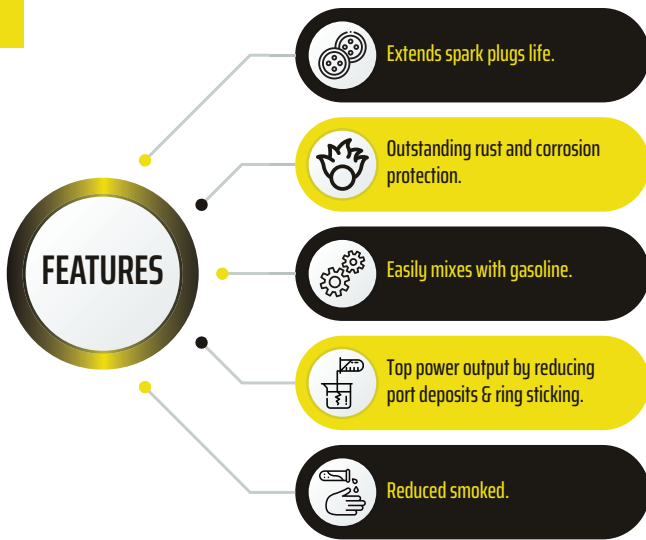 FEATURES
Extends spark plugs life.
Outstanding rust and corrosion
protection.
Easily mixes with gasoline.
Top power output by reducing
port deposits & ring sticking.
Reduced smoked.